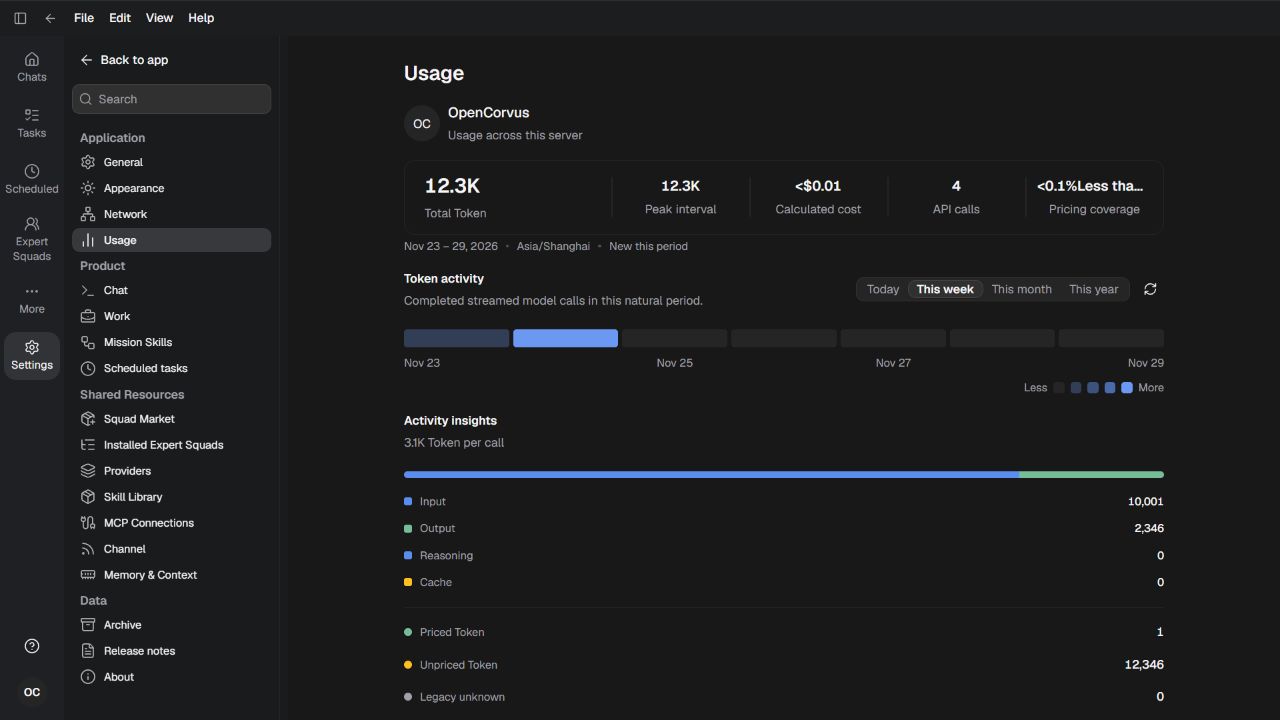 File Edit View Help
Chats
Tasks
Scheduled
Expert
Squads
More
Settings
OC
Back to app
Search
Application
General
Appearance
Network
Usage
Product
Chat
Work
Mission Skills
Scheduled tasks
Shared Resources
Squad Market
Installed Expert Squads
Providers
Skill Library
MCP Connections
Channel
Memory & Context
Data
Archive
Release notes
About
Usage
OC
OpenCorvus
Usage across this server
12.3K
Total Token
12.3K
Peak interval
<$0.01
Calculated cost
4
API calls
<0.1%Less tha...
Pricing coverage
Nov 23 – 29, 2026 • Asia/Shanghai • New this period
Token activity
Completed streamed model calls in this natural period.
Today This week This month This year
Nov 23 Nov 25 Nov 27 Nov 29
Less More
Activity insights
3.1K Token per call
Input 10,001
Output 2,346
Reasoning 0
Cache 0
Priced Token 1
Unpriced Token 12,346
Legacy unknown 0